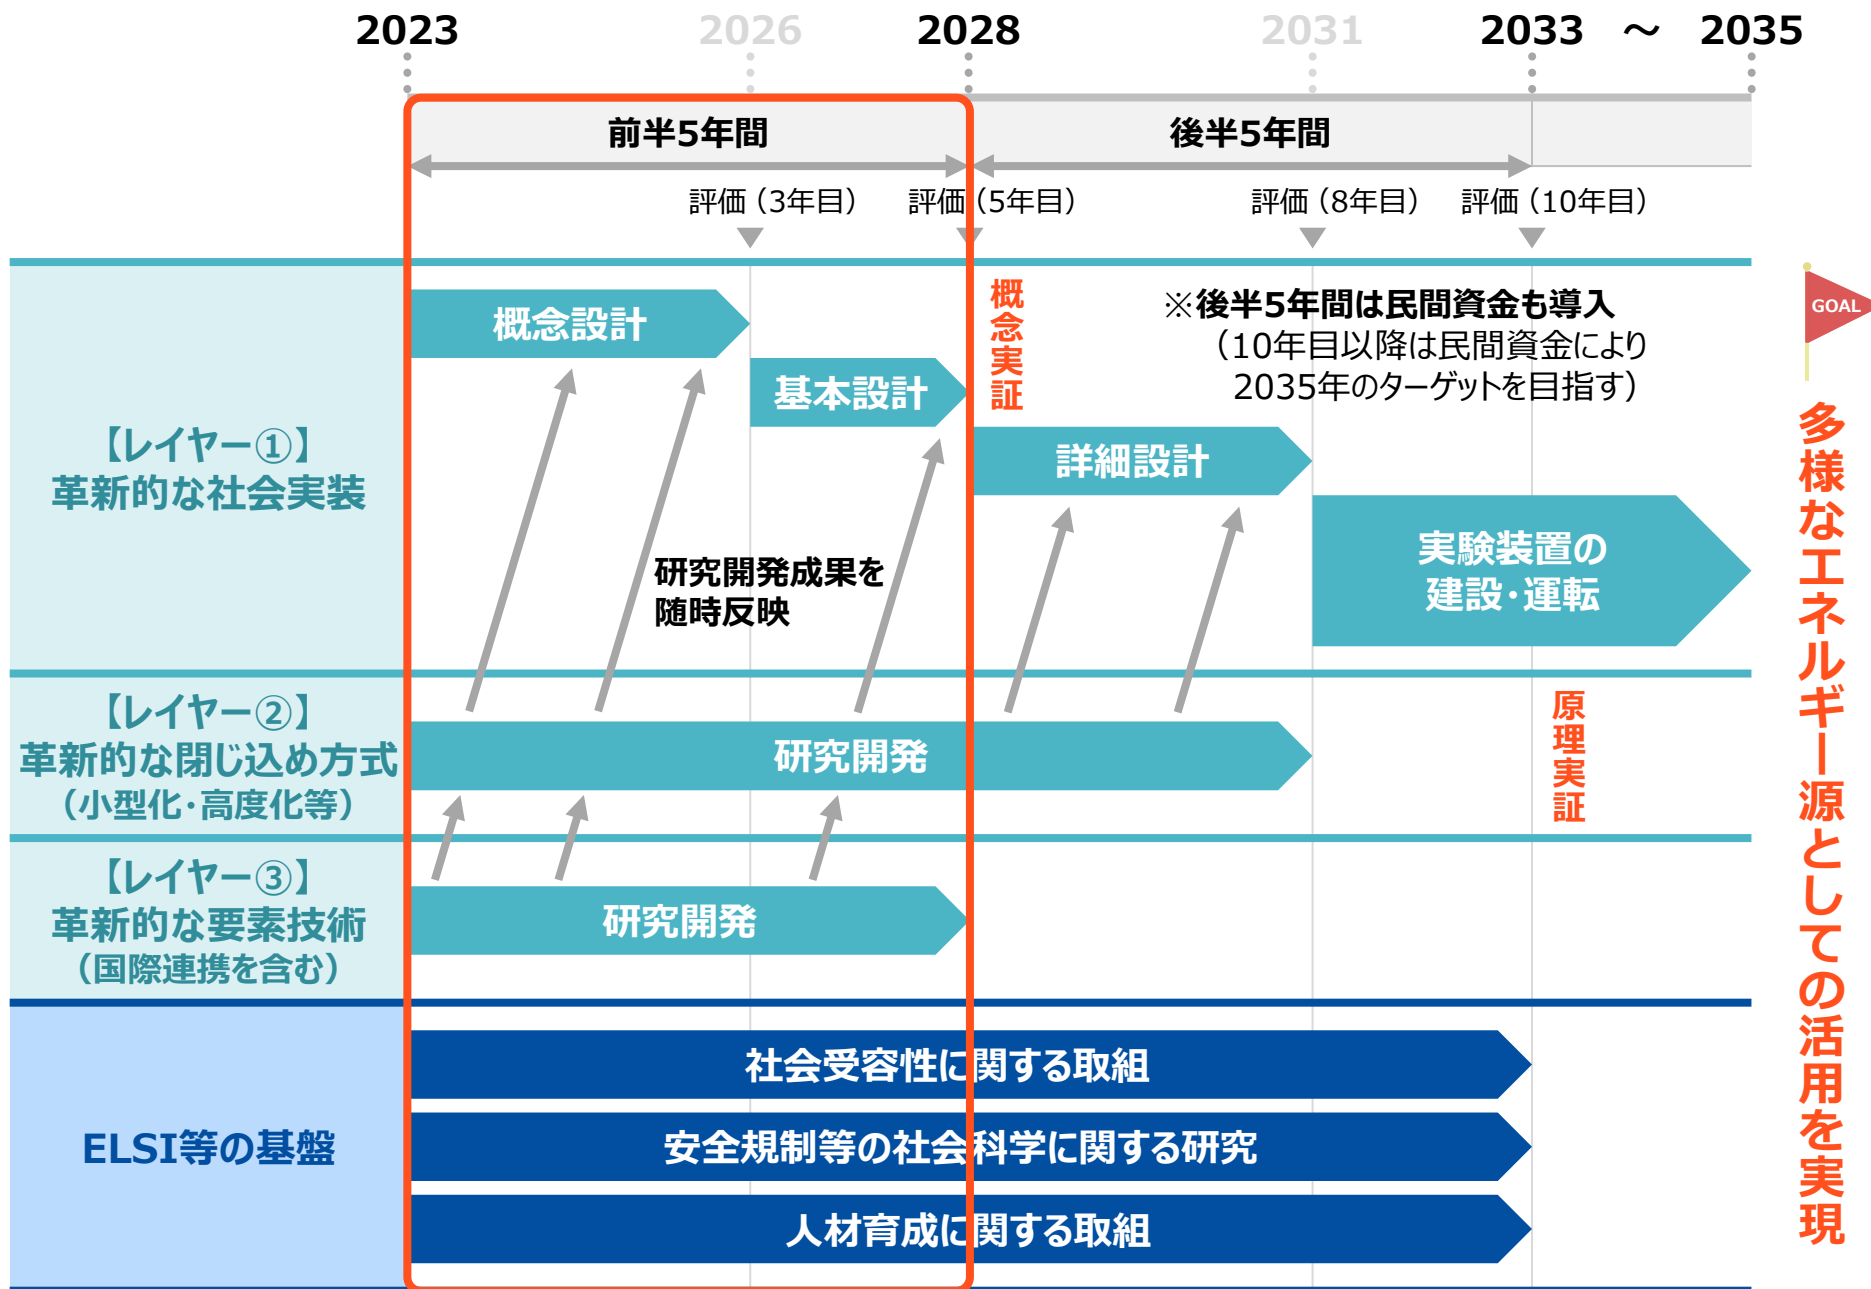 2023 2026 2028 2031 2033 ～ 2035
前半5年間 後半5年間
評価（3年目） 評価（5年目） 評価（8年目） 評価（10年目）
【レイヤー①】
革新的な社会実装
概念設計
基本設計
概念実証
※後半5年間は民間資金も導入
（10年目以降は民間資金により
2035年のターゲットを目指す）
詳細設計
実験装置の
建設・運転
研究開発成果を
随時反映
【レイヤー②】
革新的な閉じ込め方式
（小型化・高度化等）
研究開発
原理実証
【レイヤー③】
革新的な要素技術
（国際連携を含む）
研究開発
ELSI等の基盤
社会受容性に関する取組
安全規制等の社会科学に関する研究
人材育成に関する取組
GOAL
多様なエネルギー源としての活用を実現